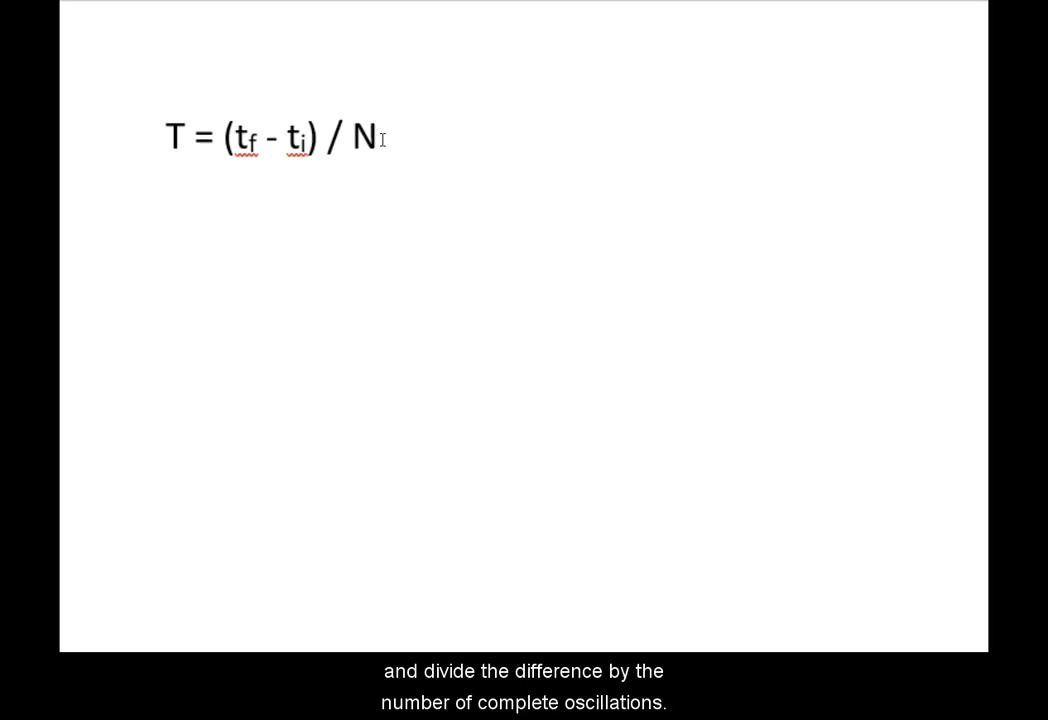 T = (tf - ti) / N
and divide the difference by the
number of complete oscillations.